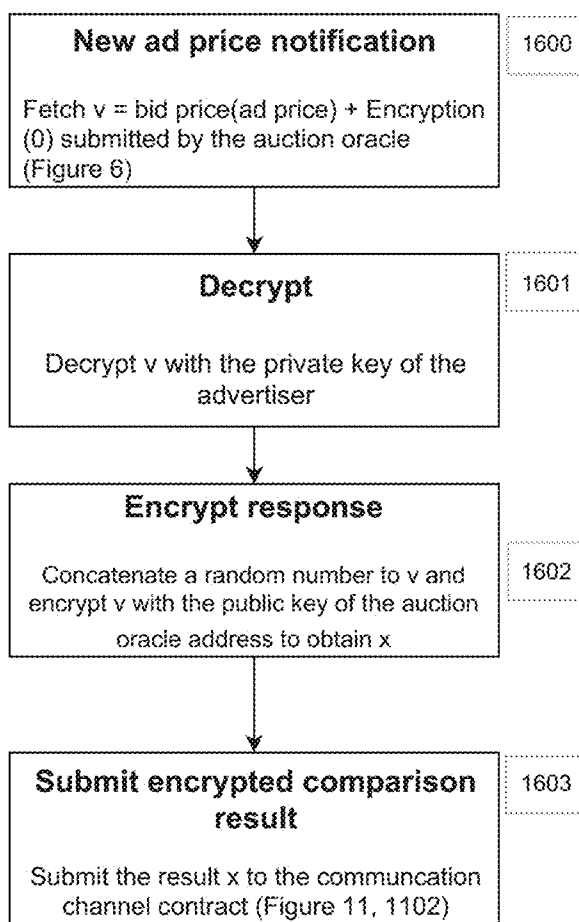 New ad price notification
1600
Fetch v = bid price(ad price) + Encryption
(0) submitted by the auction oracle
(Figure 6)
Decrypt
1601
Decrypt v with the private key of the
advertiser
Encrypt response
1602
Concatenate a random number to v and
encrypt v with the public key of the auction
oracle address to obtain x
Submit encrypted comparison
result
1603
Submit the result x to the communcation
channel contract (Figure 11, 1102)